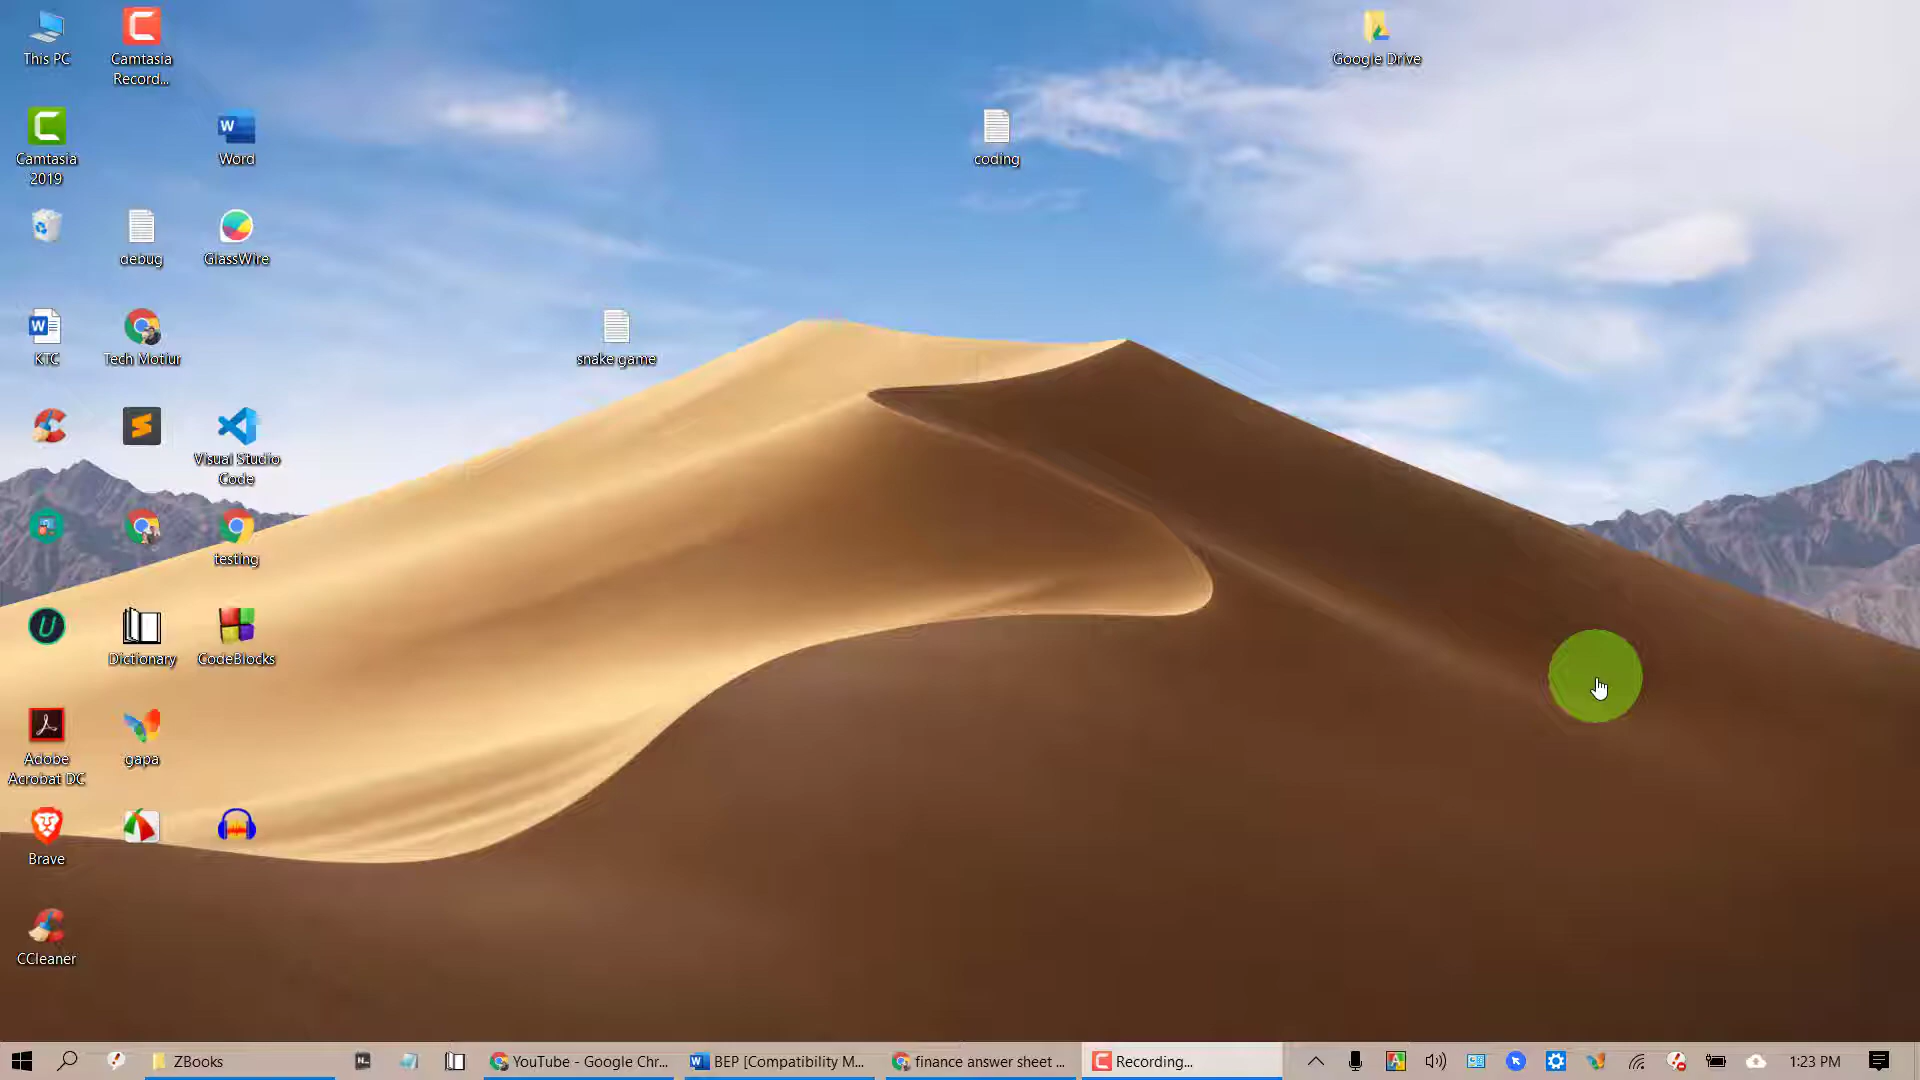 This PC
Camtasia
Record...
Google Drive
Camtasia
2019
Word
coding
debug
GlassWire
KTC
Tech Motiur
snake game
Visual Studio
Code
testing
Dictionary
CodeBlocks
Adobe
Acrobat DC
gapa
Brave
CCleaner
ZBooks
YouTube - Google Chr...
BEP [Compatibility M...
finance answer sheet ...
Recording...
1:23 PM